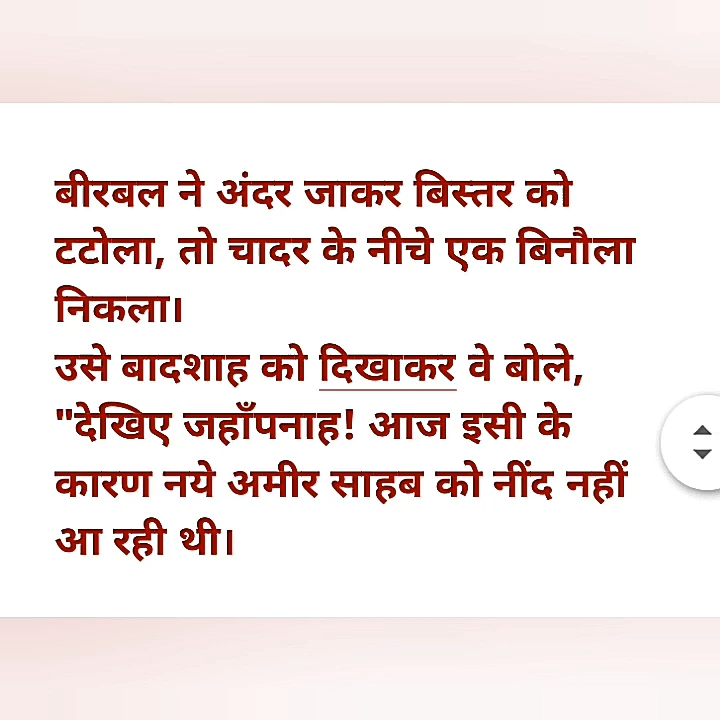 बीरबल ने अंदर जाकर बिस्तर को
टटोला, तो चादर के नीचे एक बिनौला
निकला।
उसे बादशाह को दिखाकर वे बोले,
"देखिए जहाँपनाह! आज इसी के
कारण नये अमीर साहब को नींद नहीं
आ रही थी।